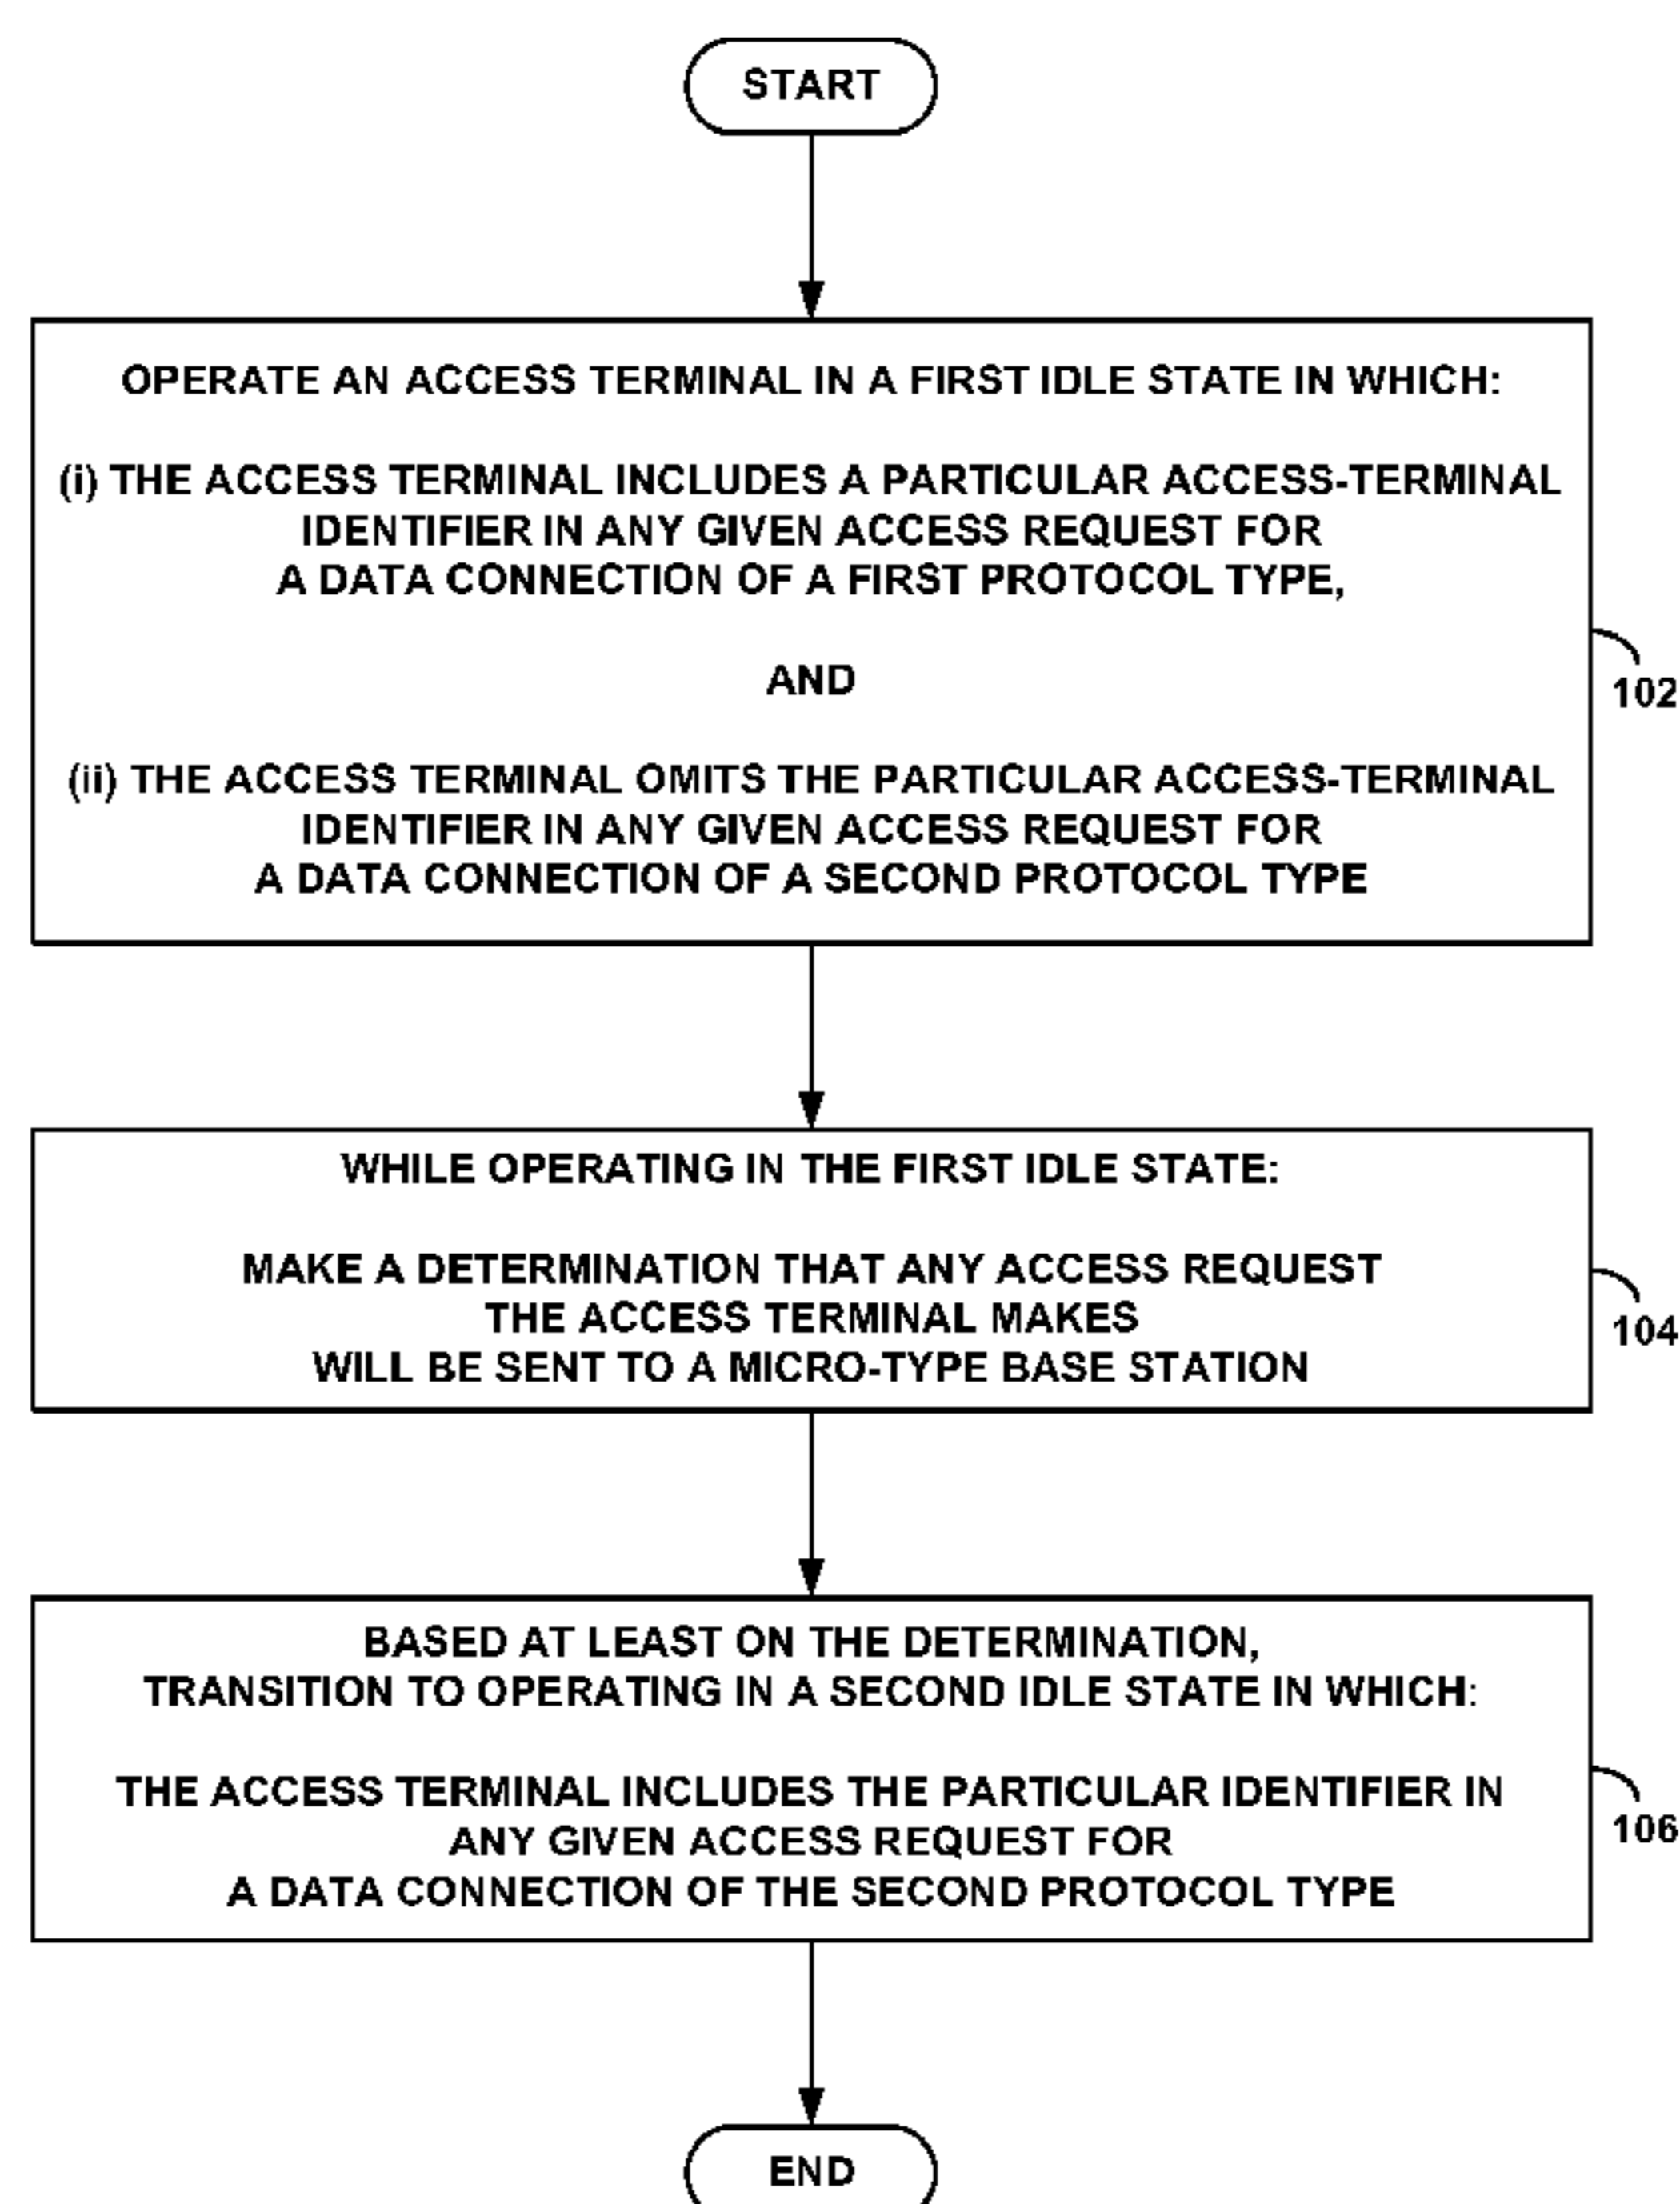 START
OPERATE AN ACCESS TERMINAL IN A FIRST IDLE STATE IN WHICH:
(i) THE ACCESS TERMINAL INCLUDES A PARTICULAR ACCESS-TERMINAL
IDENTIFIER IN ANY GIVEN ACCESS REQUEST FOR
A DATA CONNECTION OF A FIRST PROTOCOL TYPE,
AND
(ii) THE ACCESS TERMINAL OMITS THE PARTICULAR ACCESS-TERMINAL
IDENTIFIER IN ANY GIVEN ACCESS REQUEST FOR
A DATA CONNECTION OF A SECOND PROTOCOL TYPE
102
WHILE OPERATING IN THE FIRST IDLE STATE:
MAKE A DETERMINATION THAT ANY ACCESS REQUEST
THE ACCESS TERMINAL MAKES
WILL BE SENT TO A MICRO-TYPE BASE STATION
104
BASED AT LEAST ON THE DETERMINATION,
TRANSITION TO OPERATING IN A SECOND IDLE STATE IN WHICH:
THE ACCESS TERMINAL INCLUDES THE PARTICULAR IDENTIFIER IN
ANY GIVEN ACCESS REQUEST FOR
A DATA CONNECTION OF THE SECOND PROTOCOL TYPE
106
END